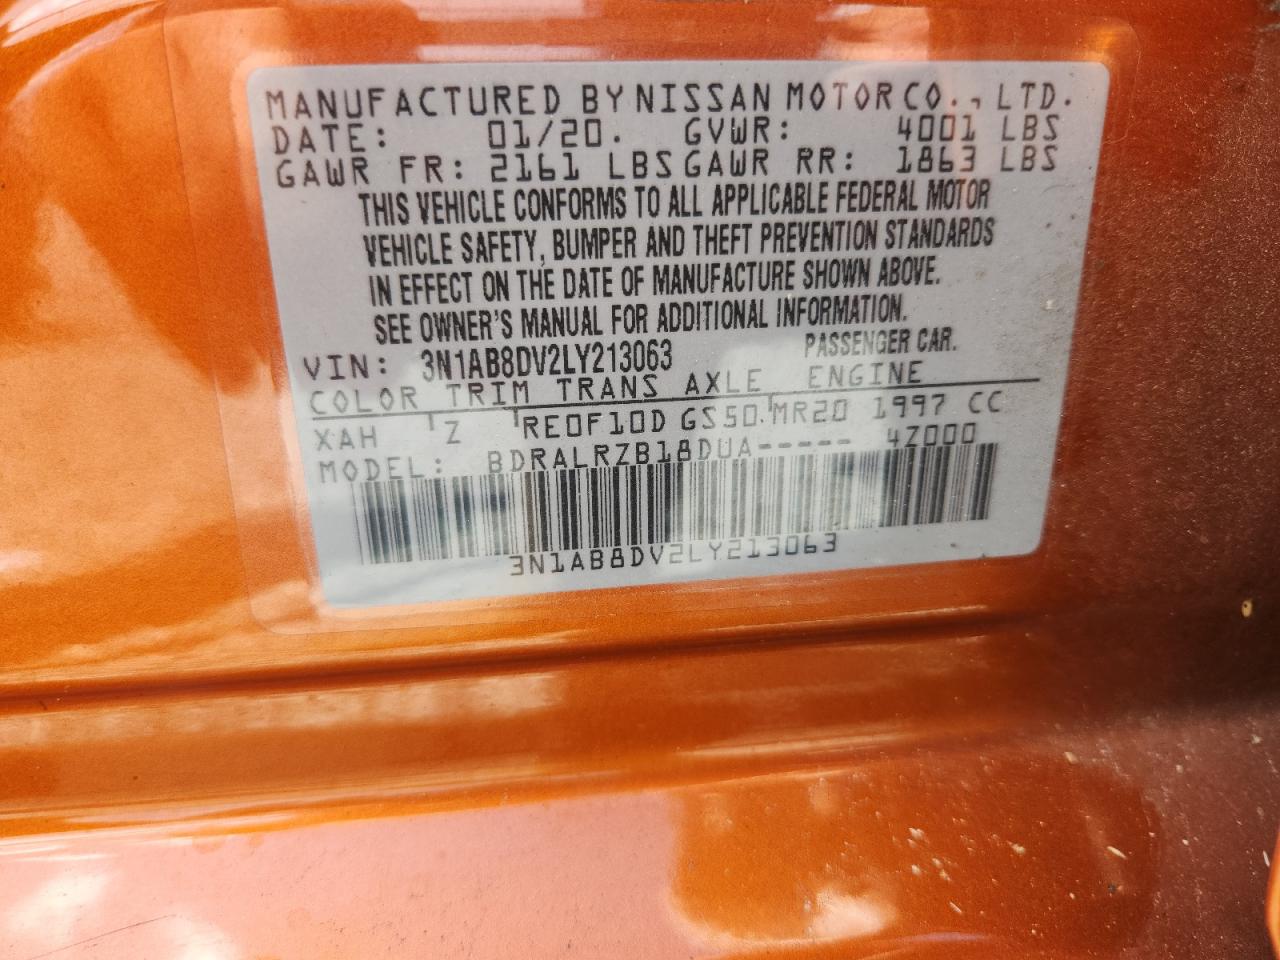 MANUFACTURED BY NISSAN MOTOR CO., LTD.
DATE: 01/20. GVWR: 4001 LBS
GAWR FR: 2161 LBS GAWR RR: 1863 LBS
THIS VEHICLE CONFORMS TO ALL APPLICABLE FEDERAL MOTOR
VEHICLE SAFETY, BUMPER AND THEFT PREVENTION STANDARDS
IN EFFECT ON THE DATE OF MANUFACTURE SHOWN ABOVE.
SEE OWNER'S MANUAL FOR ADDITIONAL INFORMATION.
VIN: 3N1AB8DV2LY213063 PASSENGER CAR.
COLOR TRIM TRANS AXLE ENGINE
XAH Z RE0F10D GS50 MR20 1997 CC
MODEL: BDRALRZB18DUA----- 4Z000
3N1AB8DV2LY213063